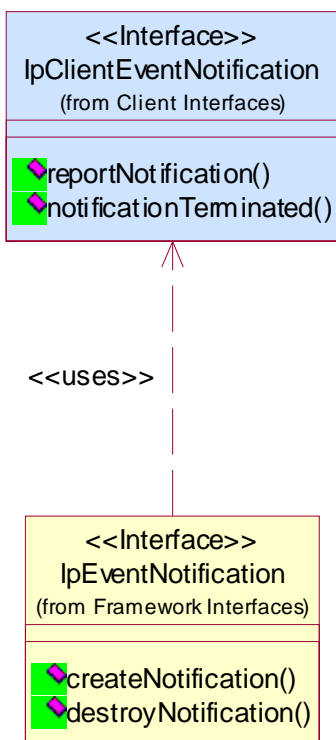 <<Interface>>
IpClientEventNotification
(from Client Interfaces)
reportNotification()
notificationTerminated()
<<uses>>
<<Interface>>
IpEventNotification
(from Framework Interfaces)
createNotification()
destroyNotification()